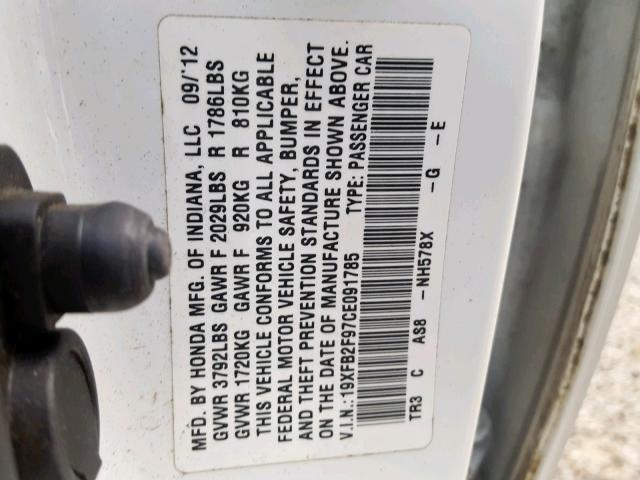 MFD. BY HONDA MFG. OF INDIANA, LLC 09/'12
GVWR 3792LBS GAWR F 2029LBS R 1786LBS
GVWR 1720KG GAWR F 920KG R 810KG
THIS VEHICLE CONFORMS TO ALL APPLICABLE
FEDERAL MOTOR VEHICLE SAFETY, BUMPER,
AND THEFT PREVENTION STANDARDS IN EFFECT
ON THE DATE OF MANUFACTURE SHOWN ABOVE.
V.I.N.:19XFB2F97CE091785 TYPE: PASSENGER CAR
TR3 C AS8 -NH578X -G -E